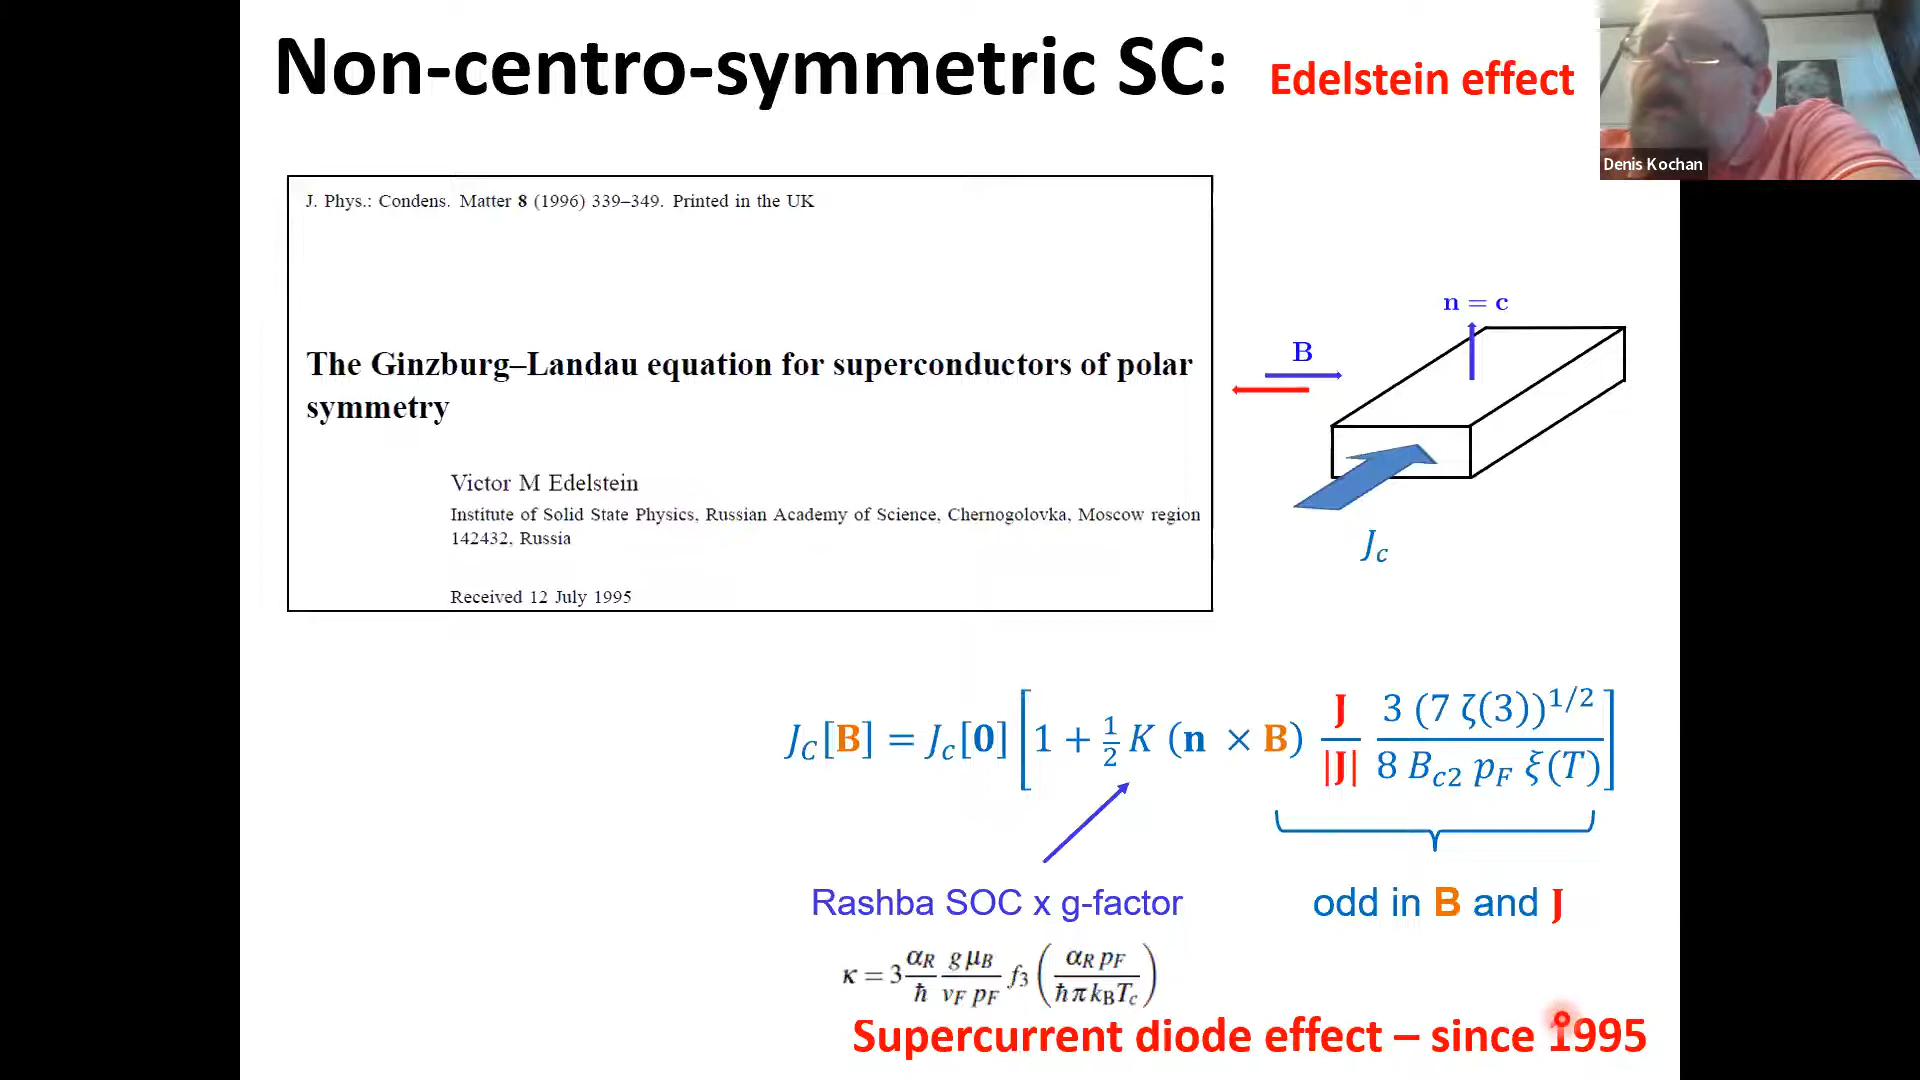 Non-centro-symmetric SC: Edelstein effect
Denis Kochan
J. Phys.: Condens. Matter 8 (1996) 339–349. Printed in the UK
The Ginzburg–Landau equation for superconductors of polar
symmetry
Victor M Edelstein
Institute of Solid State Physics, Russian Academy of Science, Chernogolovka, Moscow region
142432, Russia
Received 12 July 1995
n = c
B
J_c
J_C[B] = J_c[0] [1 + 1/2 K (n × B) J/|J| 3 (7 ζ(3))^{1/2} / 8 B_{c2} p_F ξ(T)]
Rashba SOC x g-factor
odd in B and J
κ = 3 α_R/ħ g μ_B/v_F p_F f_3 (α_R p_F / ħ π k_B T_c)
Supercurrent diode effect – since 1995